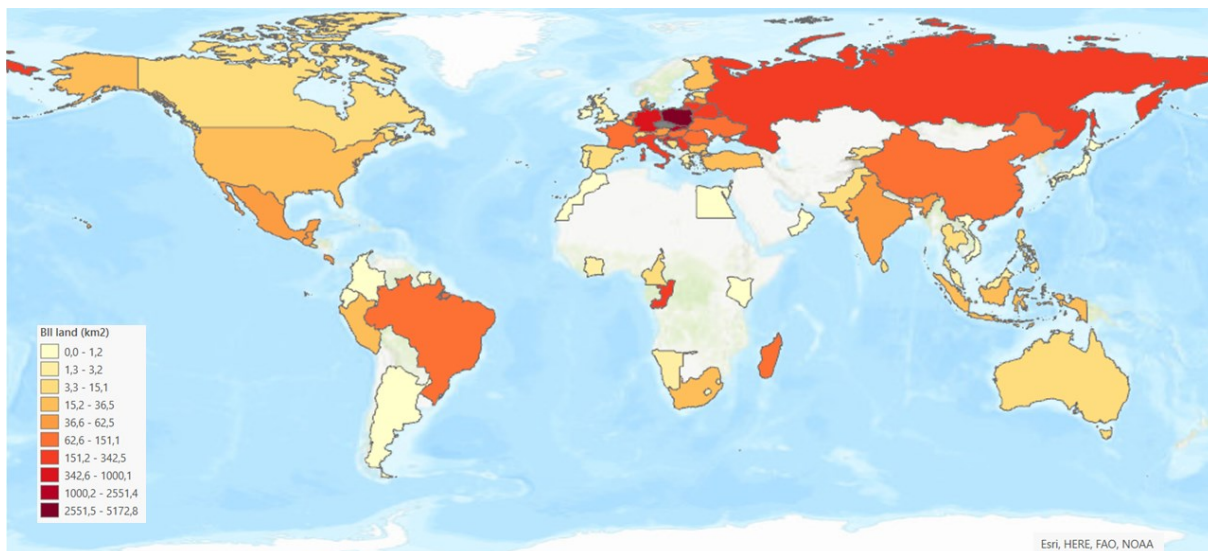 BII land (km2)
0,0 - 1,2
1,3 - 3,2
3,3 - 15,1
15,2 - 36,5
36,6 - 62,5
62,6 - 151,1
151,2 - 342,5
342,6 - 1000,1
1000,2 - 2551,4
2551,5 - 5172,8
Esri, HERE, FAO, NOAA